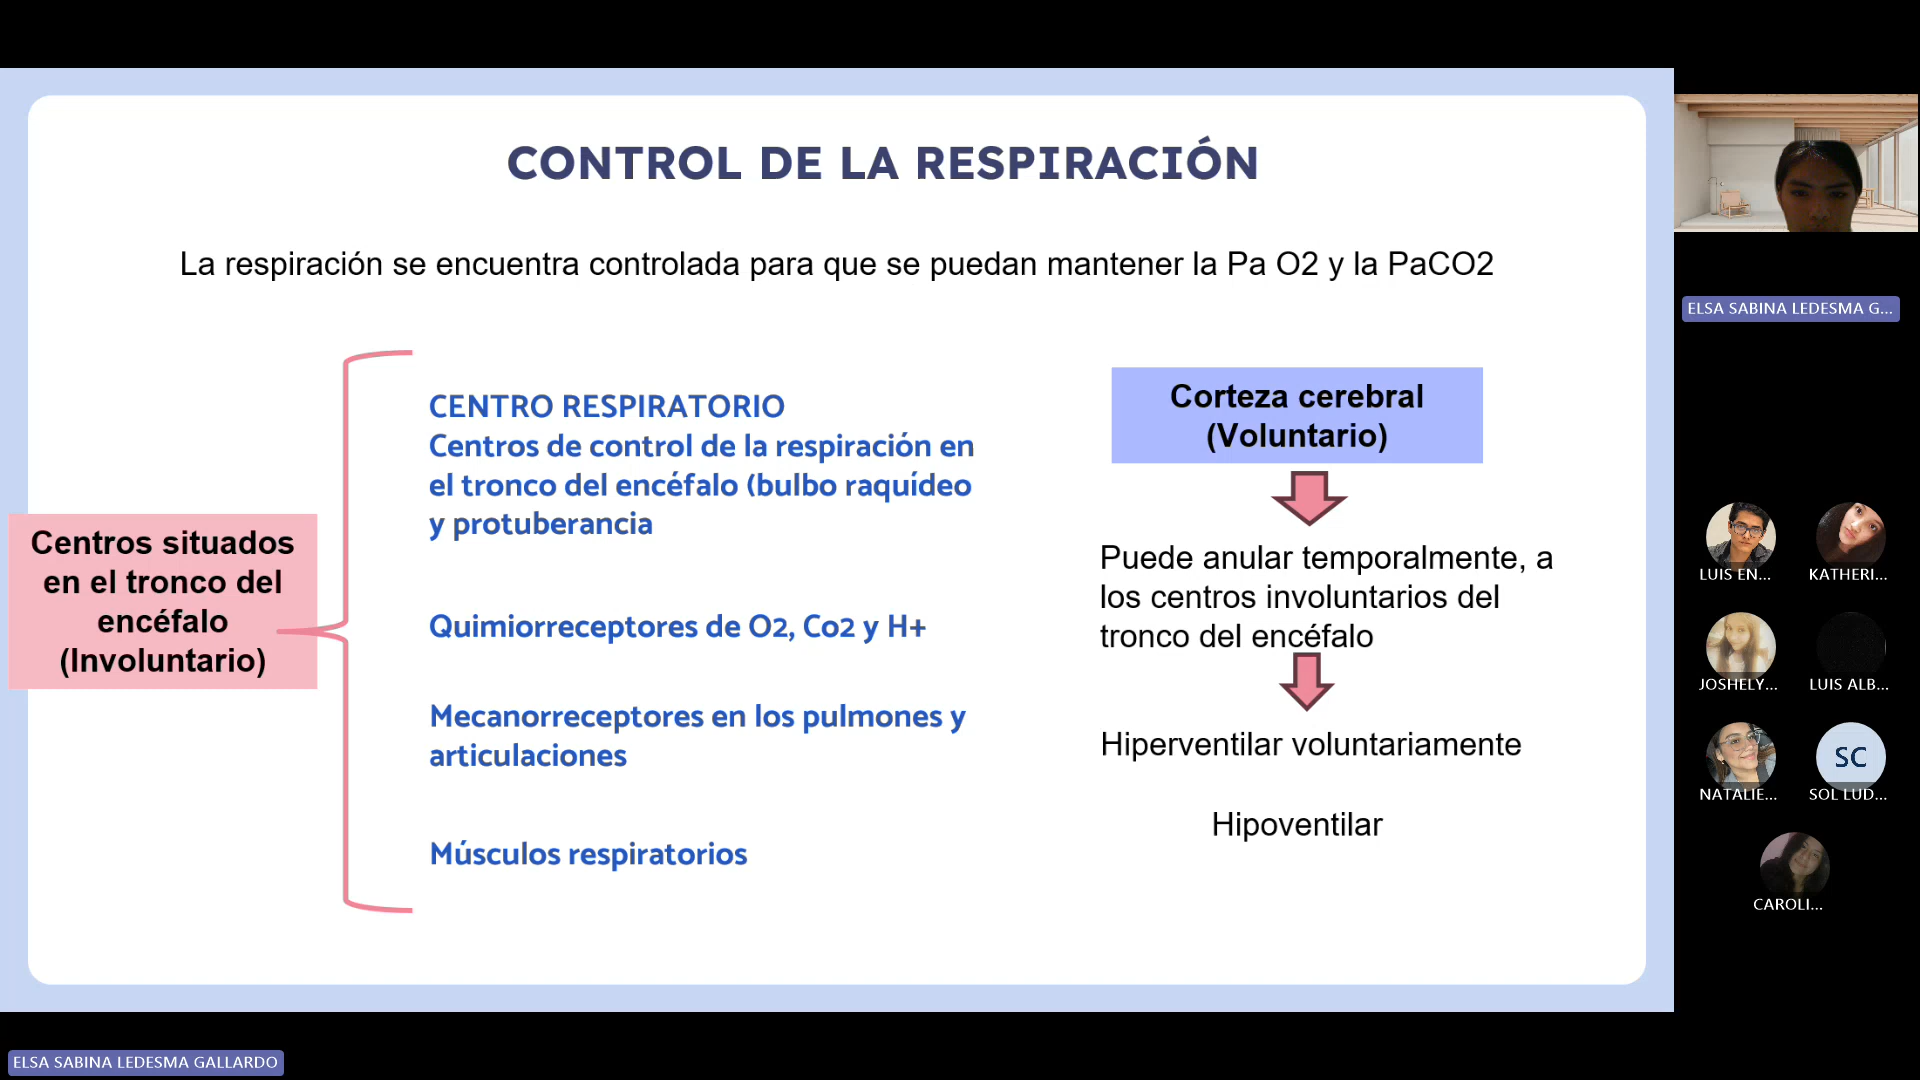 CONTROL DE LA RESPIRACIÓN
La respiración se encuentra controlada para que se puedan mantener la Pa O2 y la PaCO2
Centros situados
en el tronco del
encéfalo
(Involuntario)
CENTRO RESPIRATORIO
Centros de control de la respiración en
el tronco del encéfalo (bulbo raquídeo
y protuberancia
Quimiorreceptores de O2, Co2 y H+
Mecanorreceptores en los pulmones y
articulaciones
Músculos respiratorios
Corteza cerebral
(Voluntario)
Puede anular temporalmente, a
los centros involuntarios del
tronco del encéfalo
Hiperventilar voluntariamente
Hipoventilar
ELSA SABINA LEDESMA G...
LUIS EN...
KATHERI...
JOSHELY...
LUIS ALB...
NATALIE...
SC
SOL LUD...
CAROLI...
ELSA SABINA LEDESMA GALLARDO